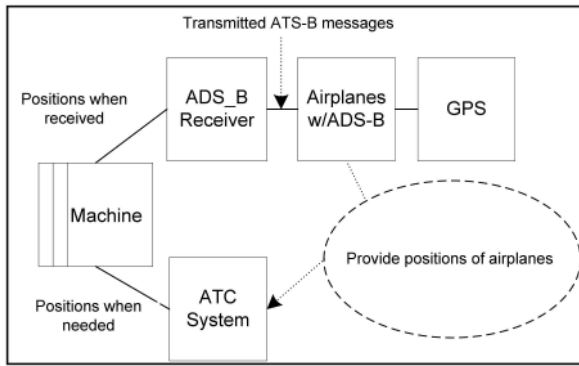 Transmitted ATS-B messages
Positions when
received
ADS_B
Receiver
Airplanes
w/ADS-B
GPS
Machine
Provide positions of airplanes
Positions when
needed
ATC
System